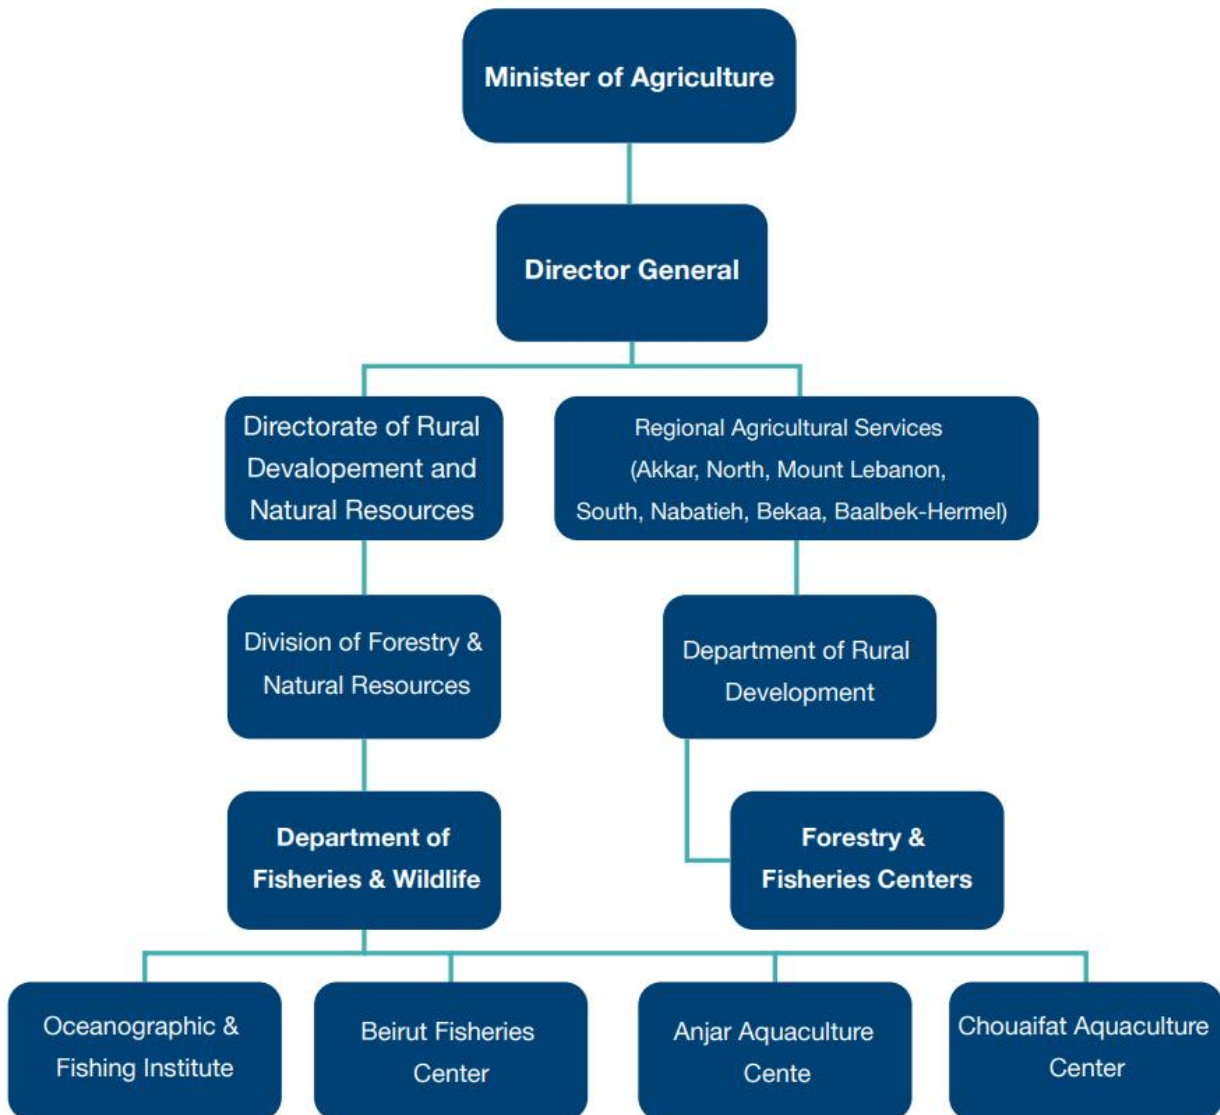 Minister of Agriculture
Director General
Directorate of Rural
Devalopement and
Natural Resources
Regional Agricultural Services
(Akkar, North, Mount Lebanon,
South, Nabatieh, Bekaa, Baalbek-Hermel)
Division of Forestry &
Natural Resources
Department of Rural
Development
Department of
Fisheries & Wildlife
Forestry &
Fisheries Centers
Oceanographic &
Fishing Institute
Beirut Fisheries
Center
Anjar Aquaculture
Cente
Chouaifat Aquaculture
Center